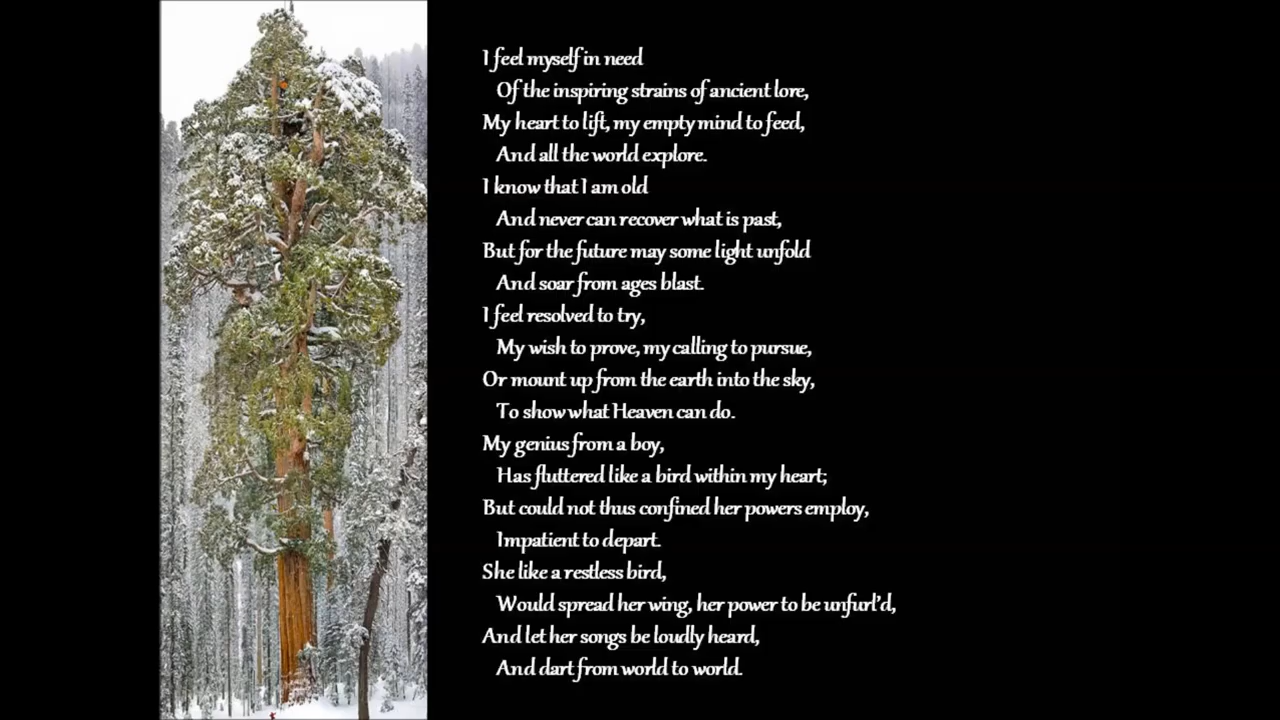 I feel myself in need
Of the inspiring strains of ancient lore,
My heart to lift, my empty mind to feed,
And all the world explore.
I know that I am old
And never can recover what is past,
But for the future may some light unfold
And soar from ages blast.
I feel resolved to try,
My wish to prove, my calling to pursue,
Or mount up from the earth into the sky,
To show what Heaven can do.
My genius from a boy,
Has fluttered like a bird within my heart;
But could not thus confined her powers employ,
Impatient to depart.
She like a restless bird,
Would spread her wing, her power to be unfurl'd,
And let her songs be loudly heard,
And dart from world to world.